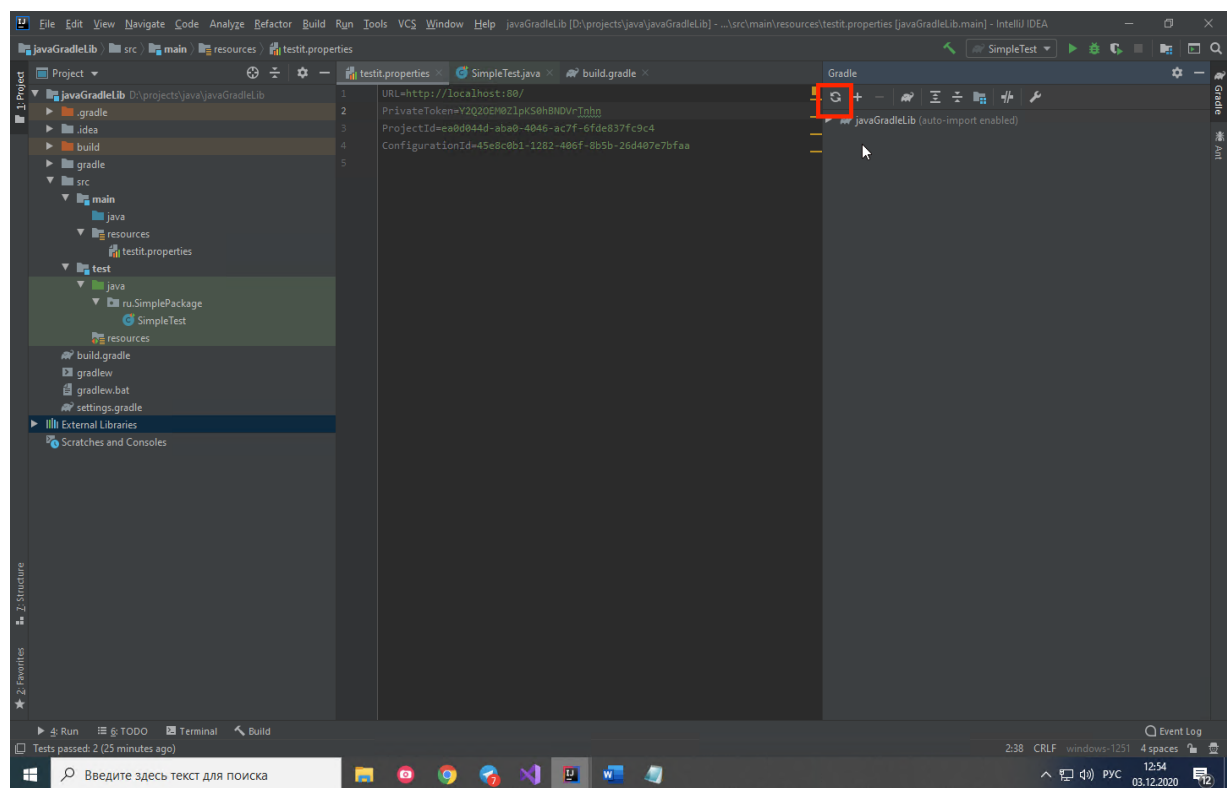 File Edit View Navigate Code Analyze Refactor Build Run Tools VCS Window Help javaGradleLib [D:\projects\java\javaGradleLib] - ...\src\main\resources\testit.properties [javaGradleLib.main] - IntelliJ IDEA
javaGradleLib src main resources testit.properties SimpleTest
Project testit.properties SimpleTest.java build.gradle Gradle
1: Project
javaGradleLib D:\projects\java\javaGradleLib
.gradle
.idea
build
gradle
src
main
java
resources
testit.properties
test
java
ru.SimplePackage
SimpleTest
resources
build.gradle
gradlew
gradlew.bat
settings.gradle
External Libraries
Scratches and Consoles
1 URL=http://localhost:80/
2 PrivateToken=Y2Q2OEM0ZlpKS0hBNDVrTnhn
3 ProjectId=ea0d044d-aba0-4046-ac7f-6fde837fc9c4
4 ConfigurationId=45e8c0b1-1282-406f-8b5b-26d407e7bfaa
5
javaGradleLib (auto-import enabled)
Gradle
Ant
Z: Structure
2: Favorites
4: Run 6: TODO Terminal Build Event Log
Tests passed: 2 (25 minutes ago) 2:38 CRLF windows-1251 4 spaces
Введите здесь текст для поиска
РУС
12:54
03.12.2020
12